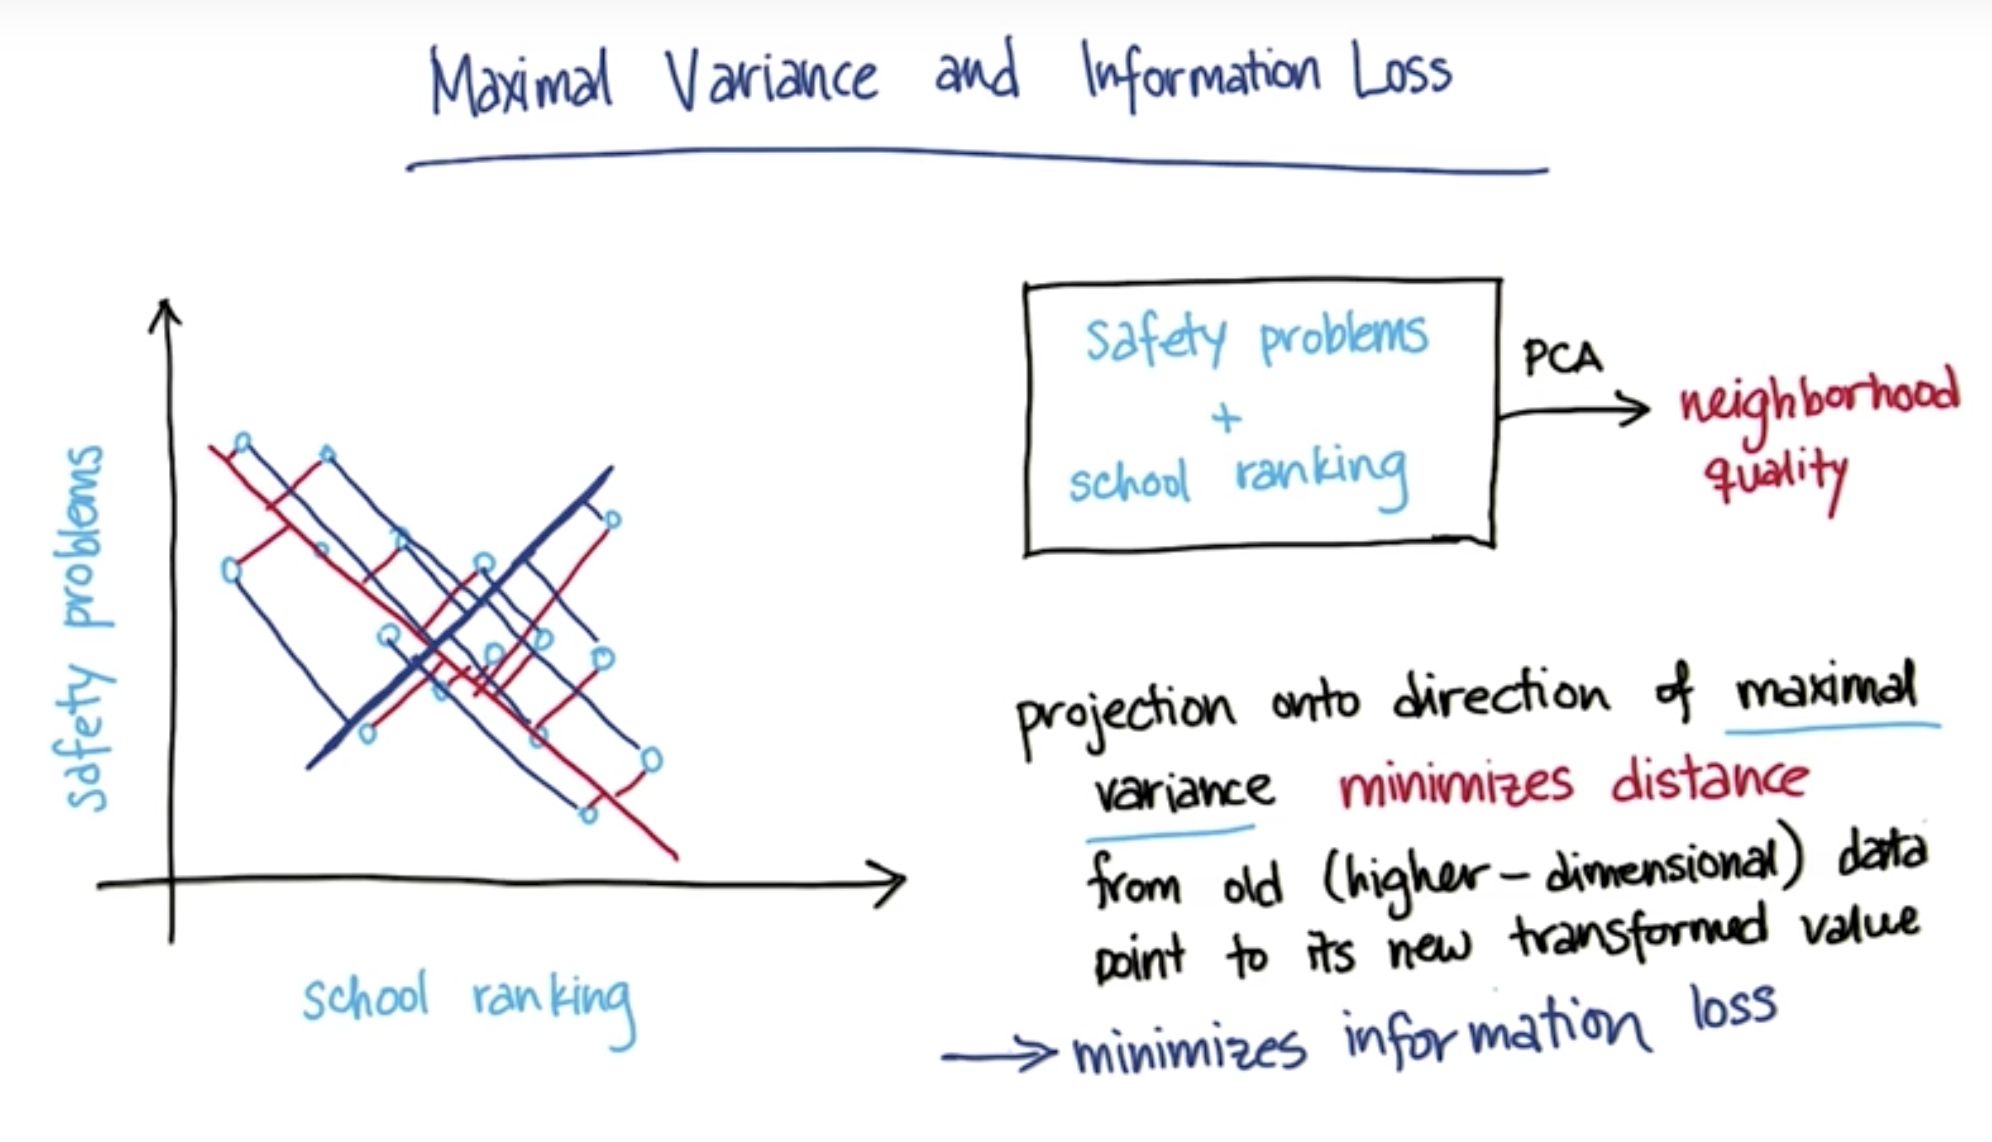 Maximal Variance and Information Loss
safety problems
school ranking
safety problems
+
school ranking
PCA
neighborhood
quality
projection onto direction of maximal
variance minimizes distance
from old (higher-dimensional) data
point to its new transformed value
→ minimizes information loss